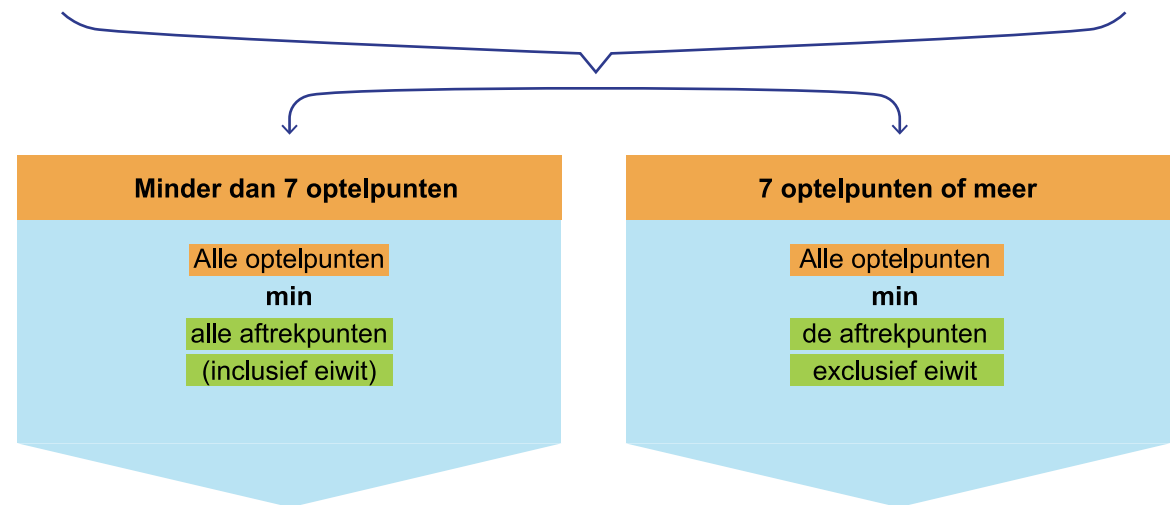 Minder dan 7 optelpunten
Alle optelpunten
min
alle aftrekpunten
(inclusief eiwit)
7 optelpunten of meer
Alle optelpunten
min
de aftrekpunten
exclusief eiwit